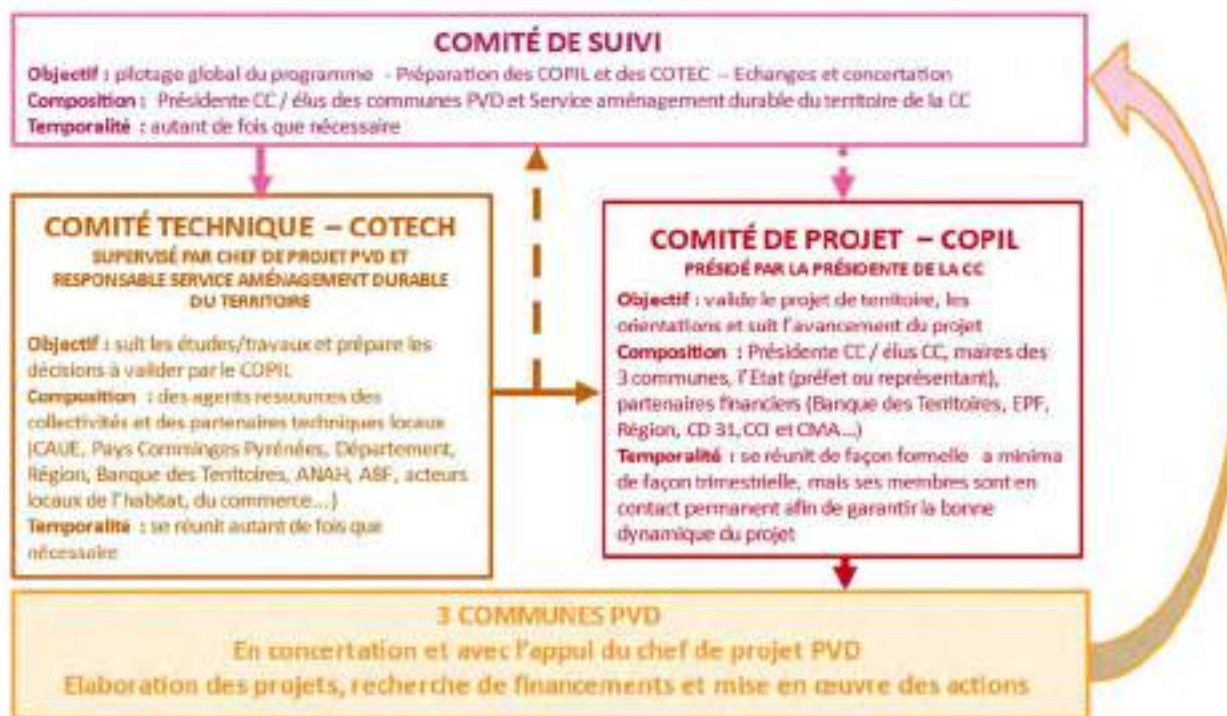 COMITÉ DE SUIVI
Objectif : pilotage global du programme - Préparation des COPIL et des COTEC – Echanges et concertation
Composition : Présidente CC / élus des communes PVD et Service aménagement durable du territoire de la CC
Temporalité : autant de fois que nécessaire
COMITÉ TECHNIQUE – COTECH
SUPERVISÉ PAR CHEF DE PROJET PVD ET
RESPONSABLE SERVICE AMÉNAGEMENT DURABLE
DU TERRITOIRE
Objectif : suit les études/travaux et prépare les
décisions à valider par le COPIL
Composition : des agents ressources des
collectivités et des partenaires techniques locaux
(CAUE, Pays Comminges Pyrénées, Département,
Région, Banque des Territoires, ANAH, ABF, acteurs
locaux de l'habitat, du commerce...)
Temporalité : se réunit autant de fois que
nécessaire
COMITÉ DE PROJET – COPIL
PRÉSIDÉ PAR LA PRÉSIDENTE DE LA CC
Objectif : valide le projet de territoire, les
orientations et suit l'avancement du projet
Composition : Présidente CC / élus CC, maires des
3 communes, l'Etat (préfet ou représentant),
partenaires financiers (Banque des Territoires, EPF,
Région, CD 31, CCI et CMA...)
Temporalité : se réunit de façon formelle a minima
de façon trimestrielle, mais ses membres sont en
contact permanent afin de garantir la bonne
dynamique du projet
3 COMMUNES PVD
En concertation et avec l'appui du chef de projet PVD
Elaboration des projets, recherche de financements et mise en œuvre des actions